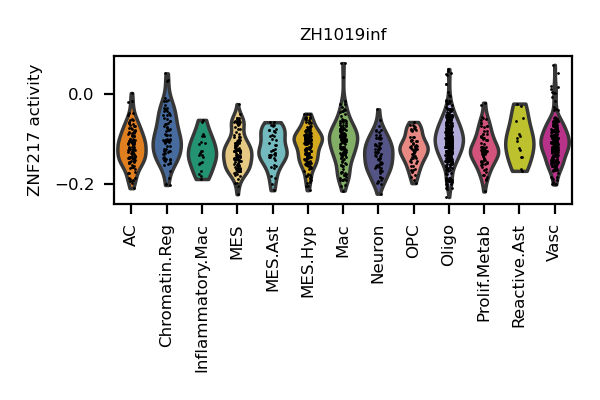 ZH1019inf
ZNF217 activity
0.0
−0.2
AC
Chromatin.Reg
Inflammatory.Mac
MES
MES.Ast
MES.Hyp
Mac
Neuron
OPC
Oligo
Prolif.Metab
Reactive.Ast
Vasc